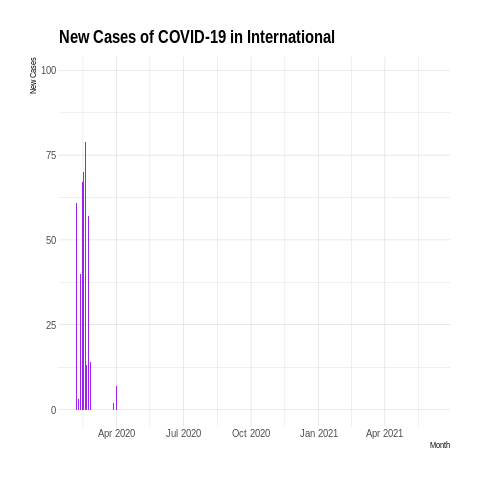 New Cases of COVID-19 in International
New Cases
100
75
50
25
0
Apr 2020 Jul 2020 Oct 2020 Jan 2021 Apr 2021
Month